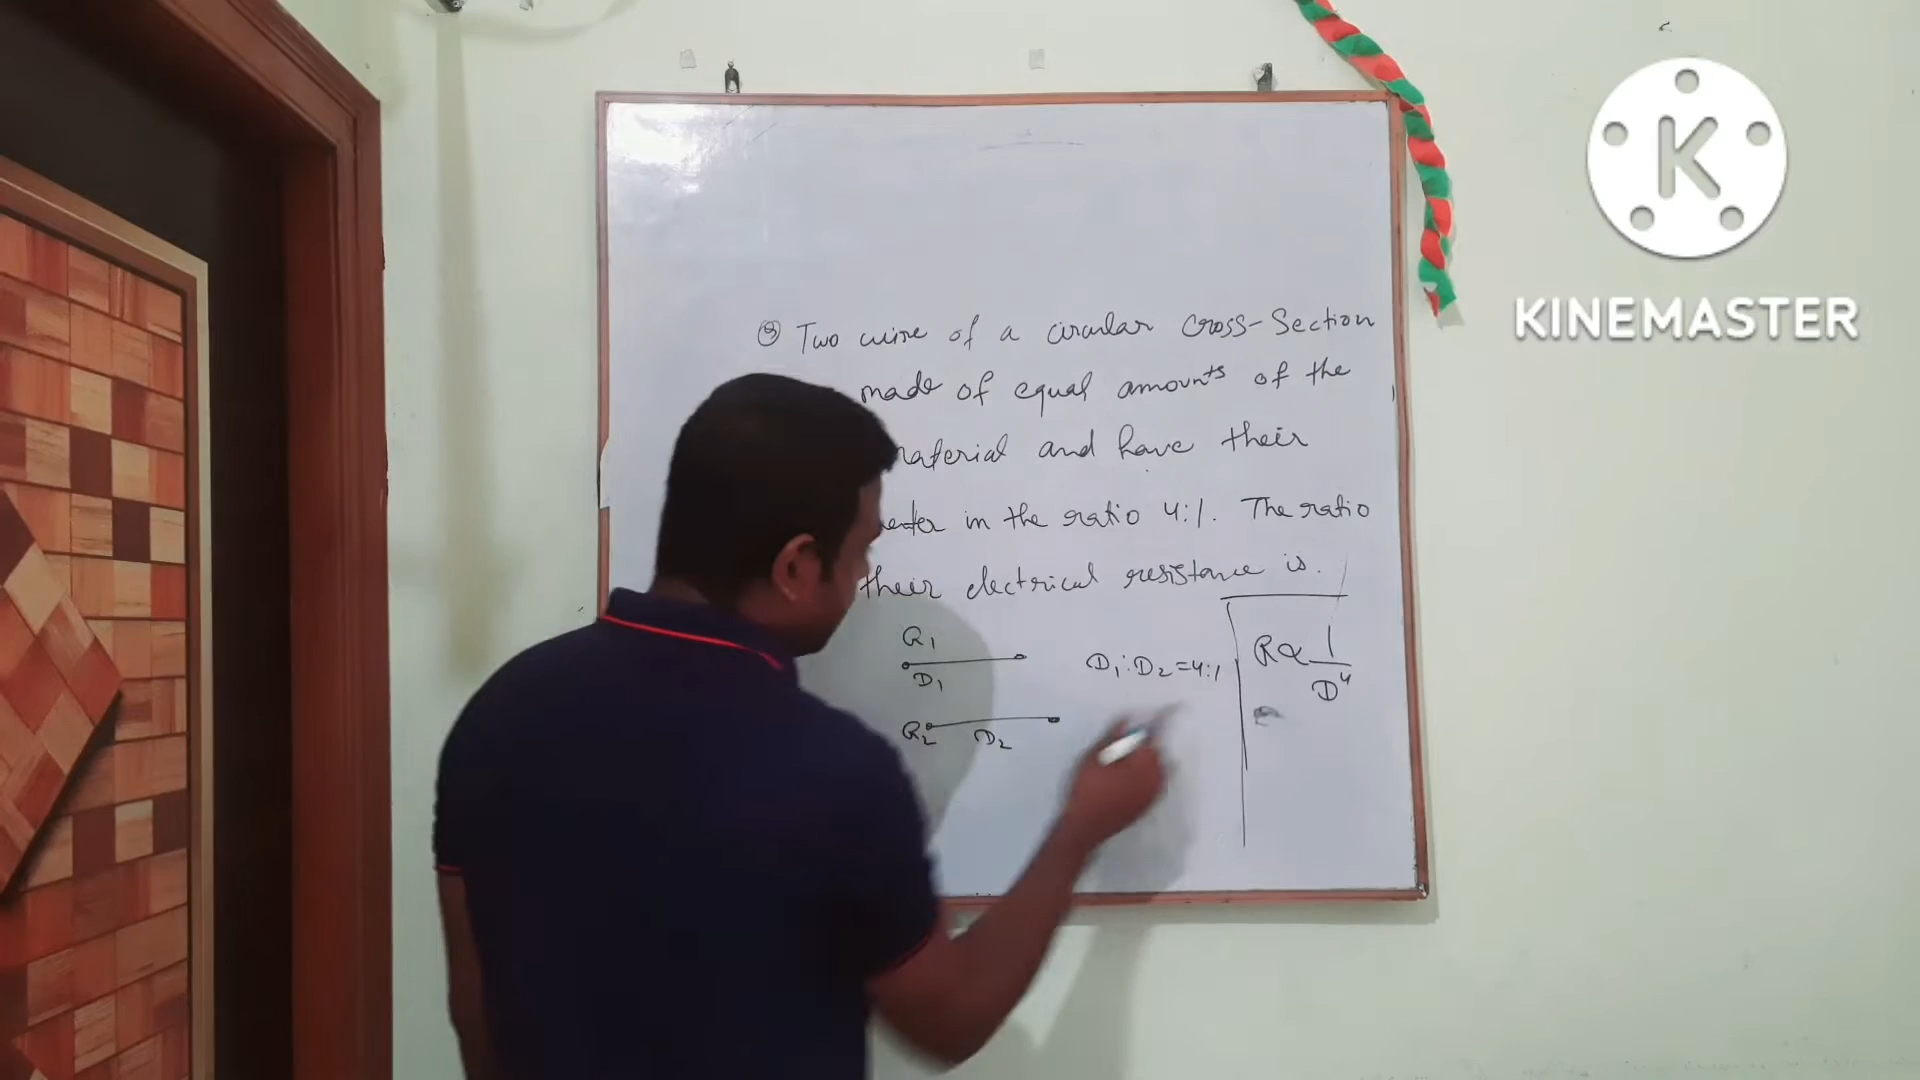 Two wire of a circular cross-Section
made of equal amounts of the
material and have their
in the ratio 4:1. The ratio
their electrical resistance is.
R1
D1
R2
D2
D1:D2=4:1
R∝1/D⁴
K
KINEMASTER